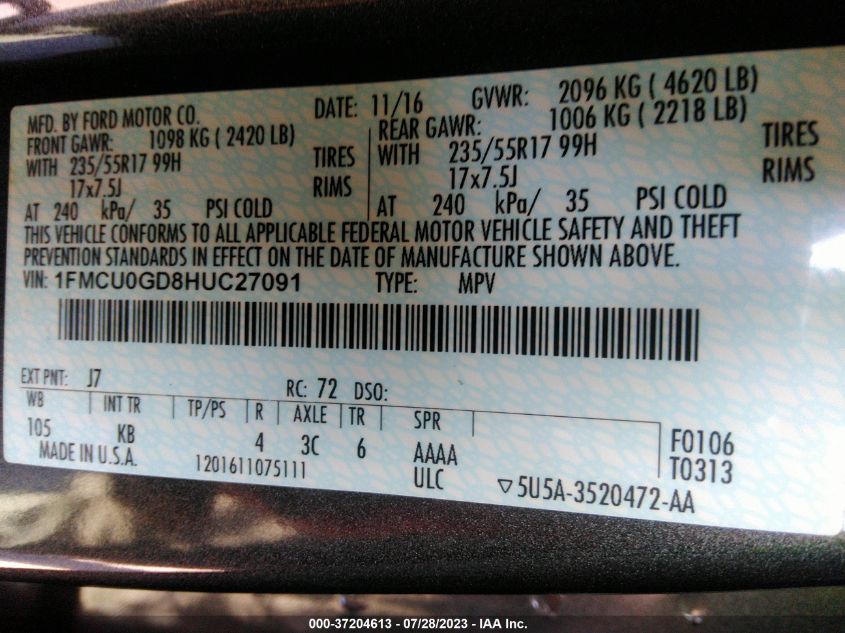 MFD. BY FORD MOTOR CO.
DATE: 11/16 GVWR: 2096 KG ( 4620 LB)
FRONT GAWR: 1098 KG ( 2420 LB) REAR GAWR: 1006 KG ( 2218 LB)
WITH 235/55R17 99H TIRES WITH 235/55R17 99H TIRES
17x7.5J RIMS 17x7.5J RIMS
AT 240 kPa/ 35 PSI COLD AT 240 kPa/ 35 PSI COLD
THIS VEHICLE CONFORMS TO ALL APPLICABLE FEDERAL MOTOR VEHICLE SAFETY AND THEFT
PREVENTION STANDARDS IN EFFECT ON THE DATE OF MANUFACTURE SHOWN ABOVE.
VIN: 1FMCU0GD8HUC27091 TYPE: MPV
EXT PNT: J7 RC: 72 DSO:
WB INT TR TP/PS R AXLE TR SPR
105 KB 4 3C 6 AAAA F0106
MADE IN U.S.A. 1201611075111 ULC T0313
▽5U5A-3520472-AA
000-37204613 - 07/28/2023 - IAA Inc.